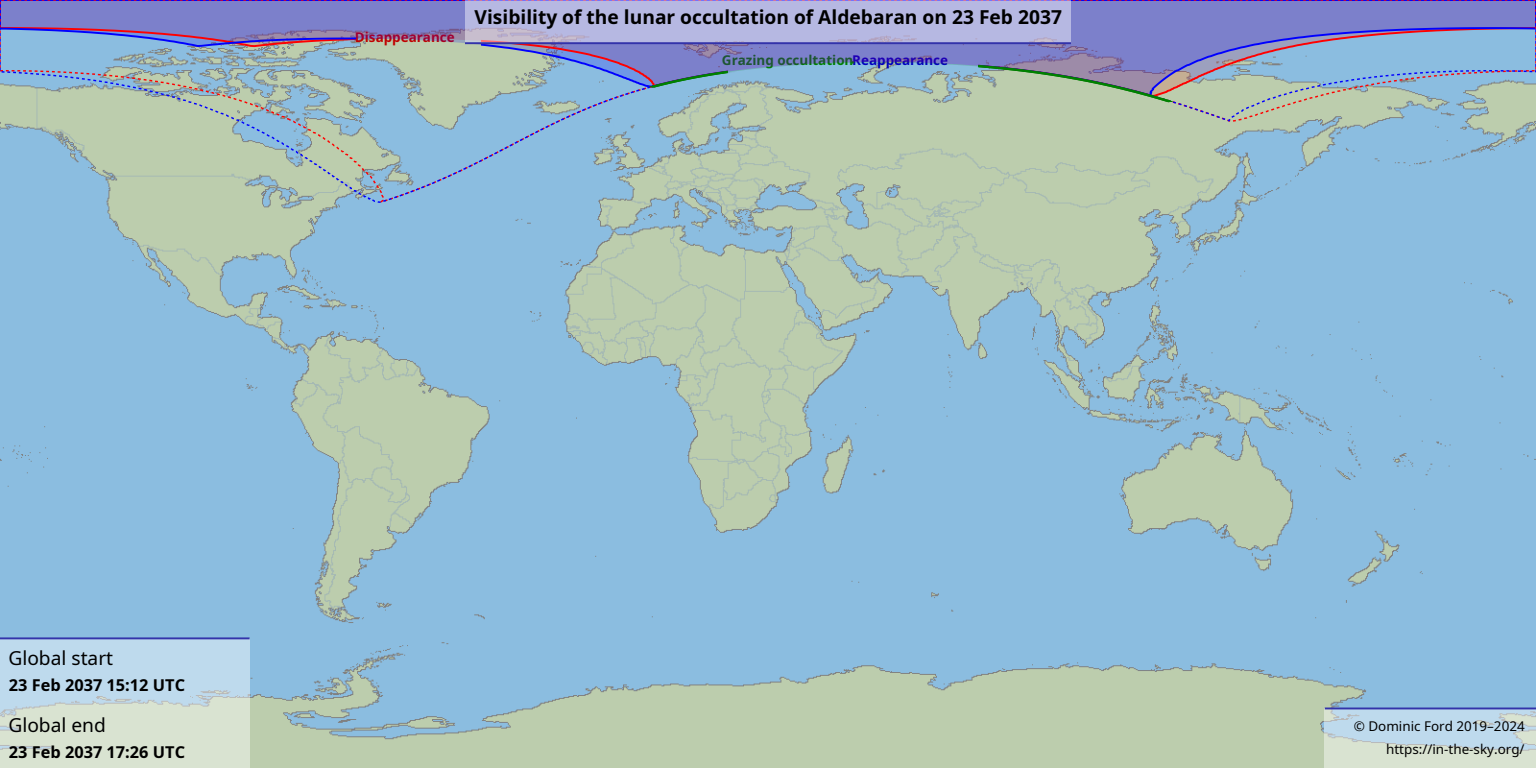 Visibility of the lunar occultation of Aldebaran on 23 Feb 2037
Disappearance
Grazing occultation
Reappearance
Global start
23 Feb 2037 15:12 UTC
Global end
23 Feb 2037 17:26 UTC
© Dominic Ford 2019–2024
https://in-the-sky.org/